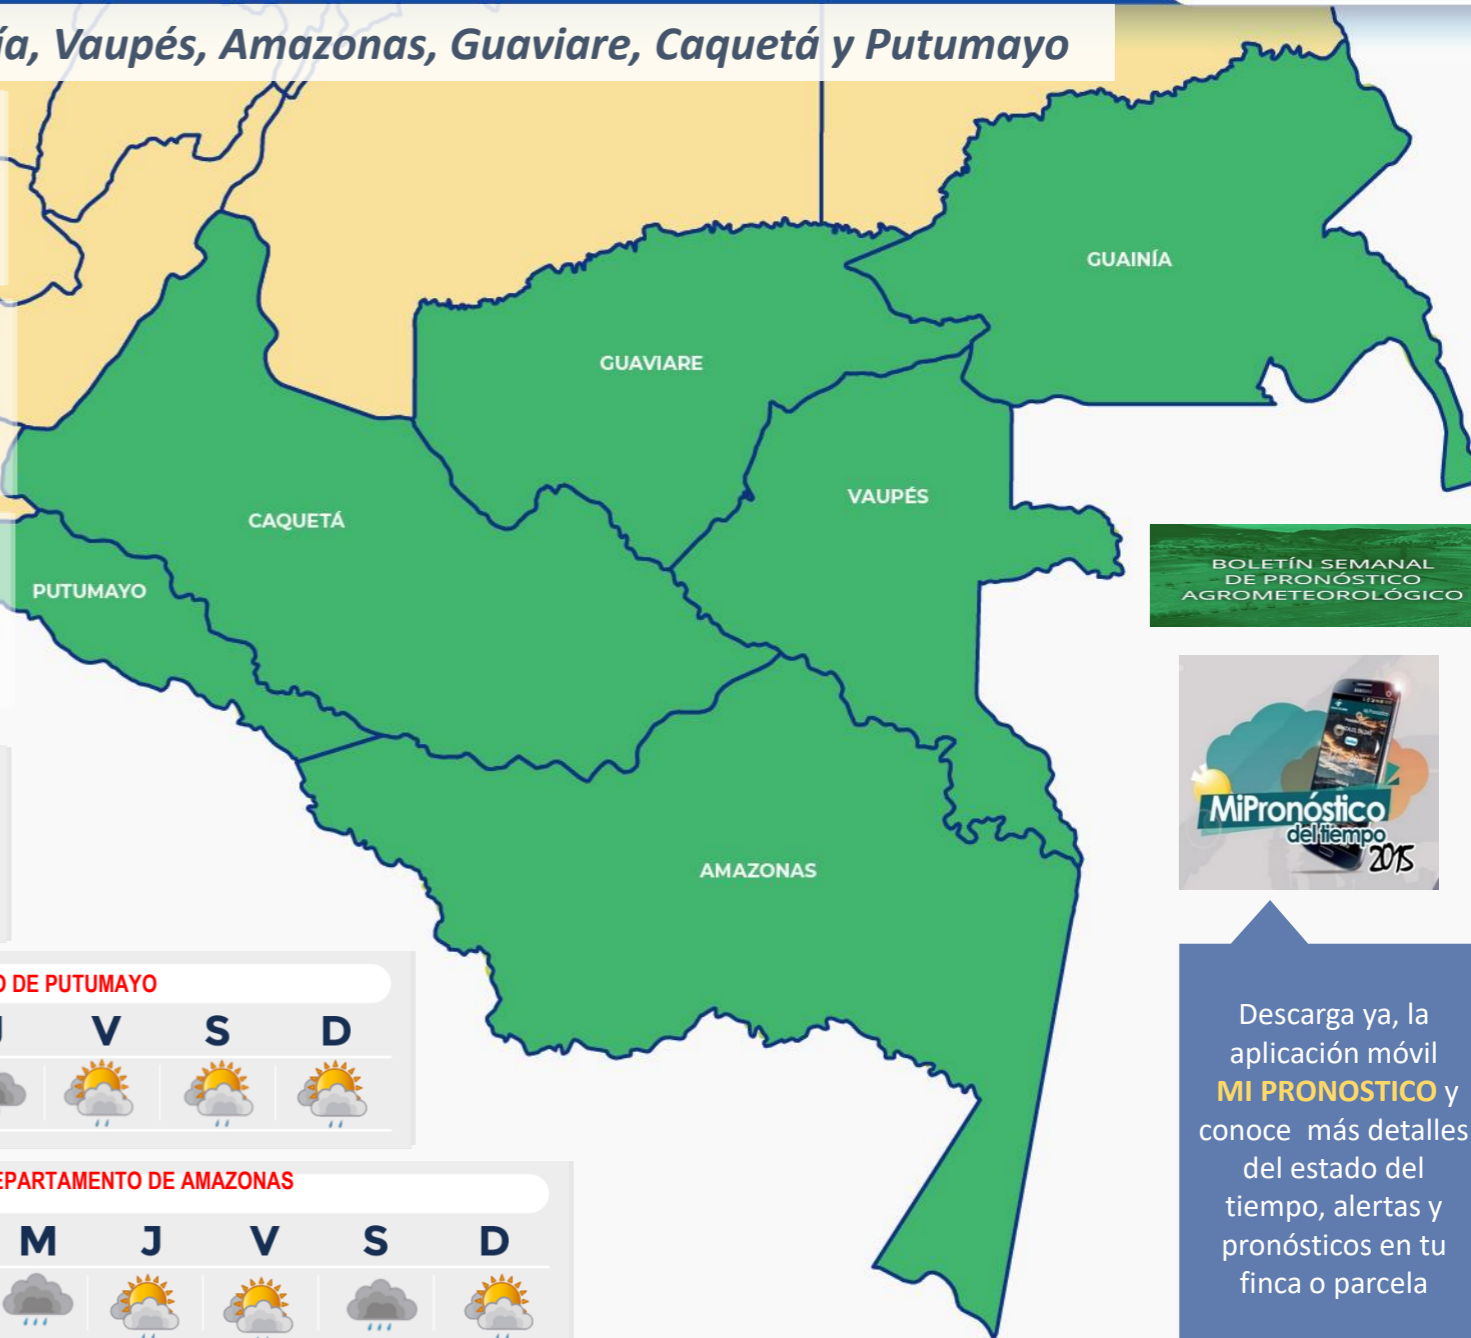 ía, Vaupés, Amazonas, Guaviare, Caquetá y Putumayo
GUAINÍA
GUAVIARE
VAUPÉS
CAQUETÁ
PUTUMAYO
AMAZONAS
BOLETÍN SEMANAL
DE PRONÓSTICO
AGROMETEOROLÓGICO
MiPronóstico
del tiempo
2015
Descarga ya, la
aplicación móvil
MI PRONOSTICO y
conoce más detalles
del estado del
tiempo, alertas y
pronósticos en tu
finca o parcela
O DE PUTUMAYO
J V S D
EPARTAMENTO DE AMAZONAS
M J V S D